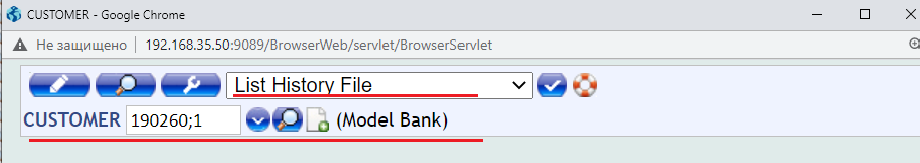 CUSTOMER - Google Chrome
Не защищено 192.168.35.50:9089/BrowserWeb/servlet/BrowserServlet
List History File
CUSTOMER 190260;1 (Model Bank)